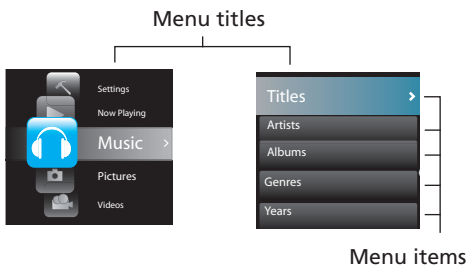 Menu titles
Settings
Now Playing
Music
Pictures
Videos
Titles
Artists
Albums
Genres
Years
Menu items